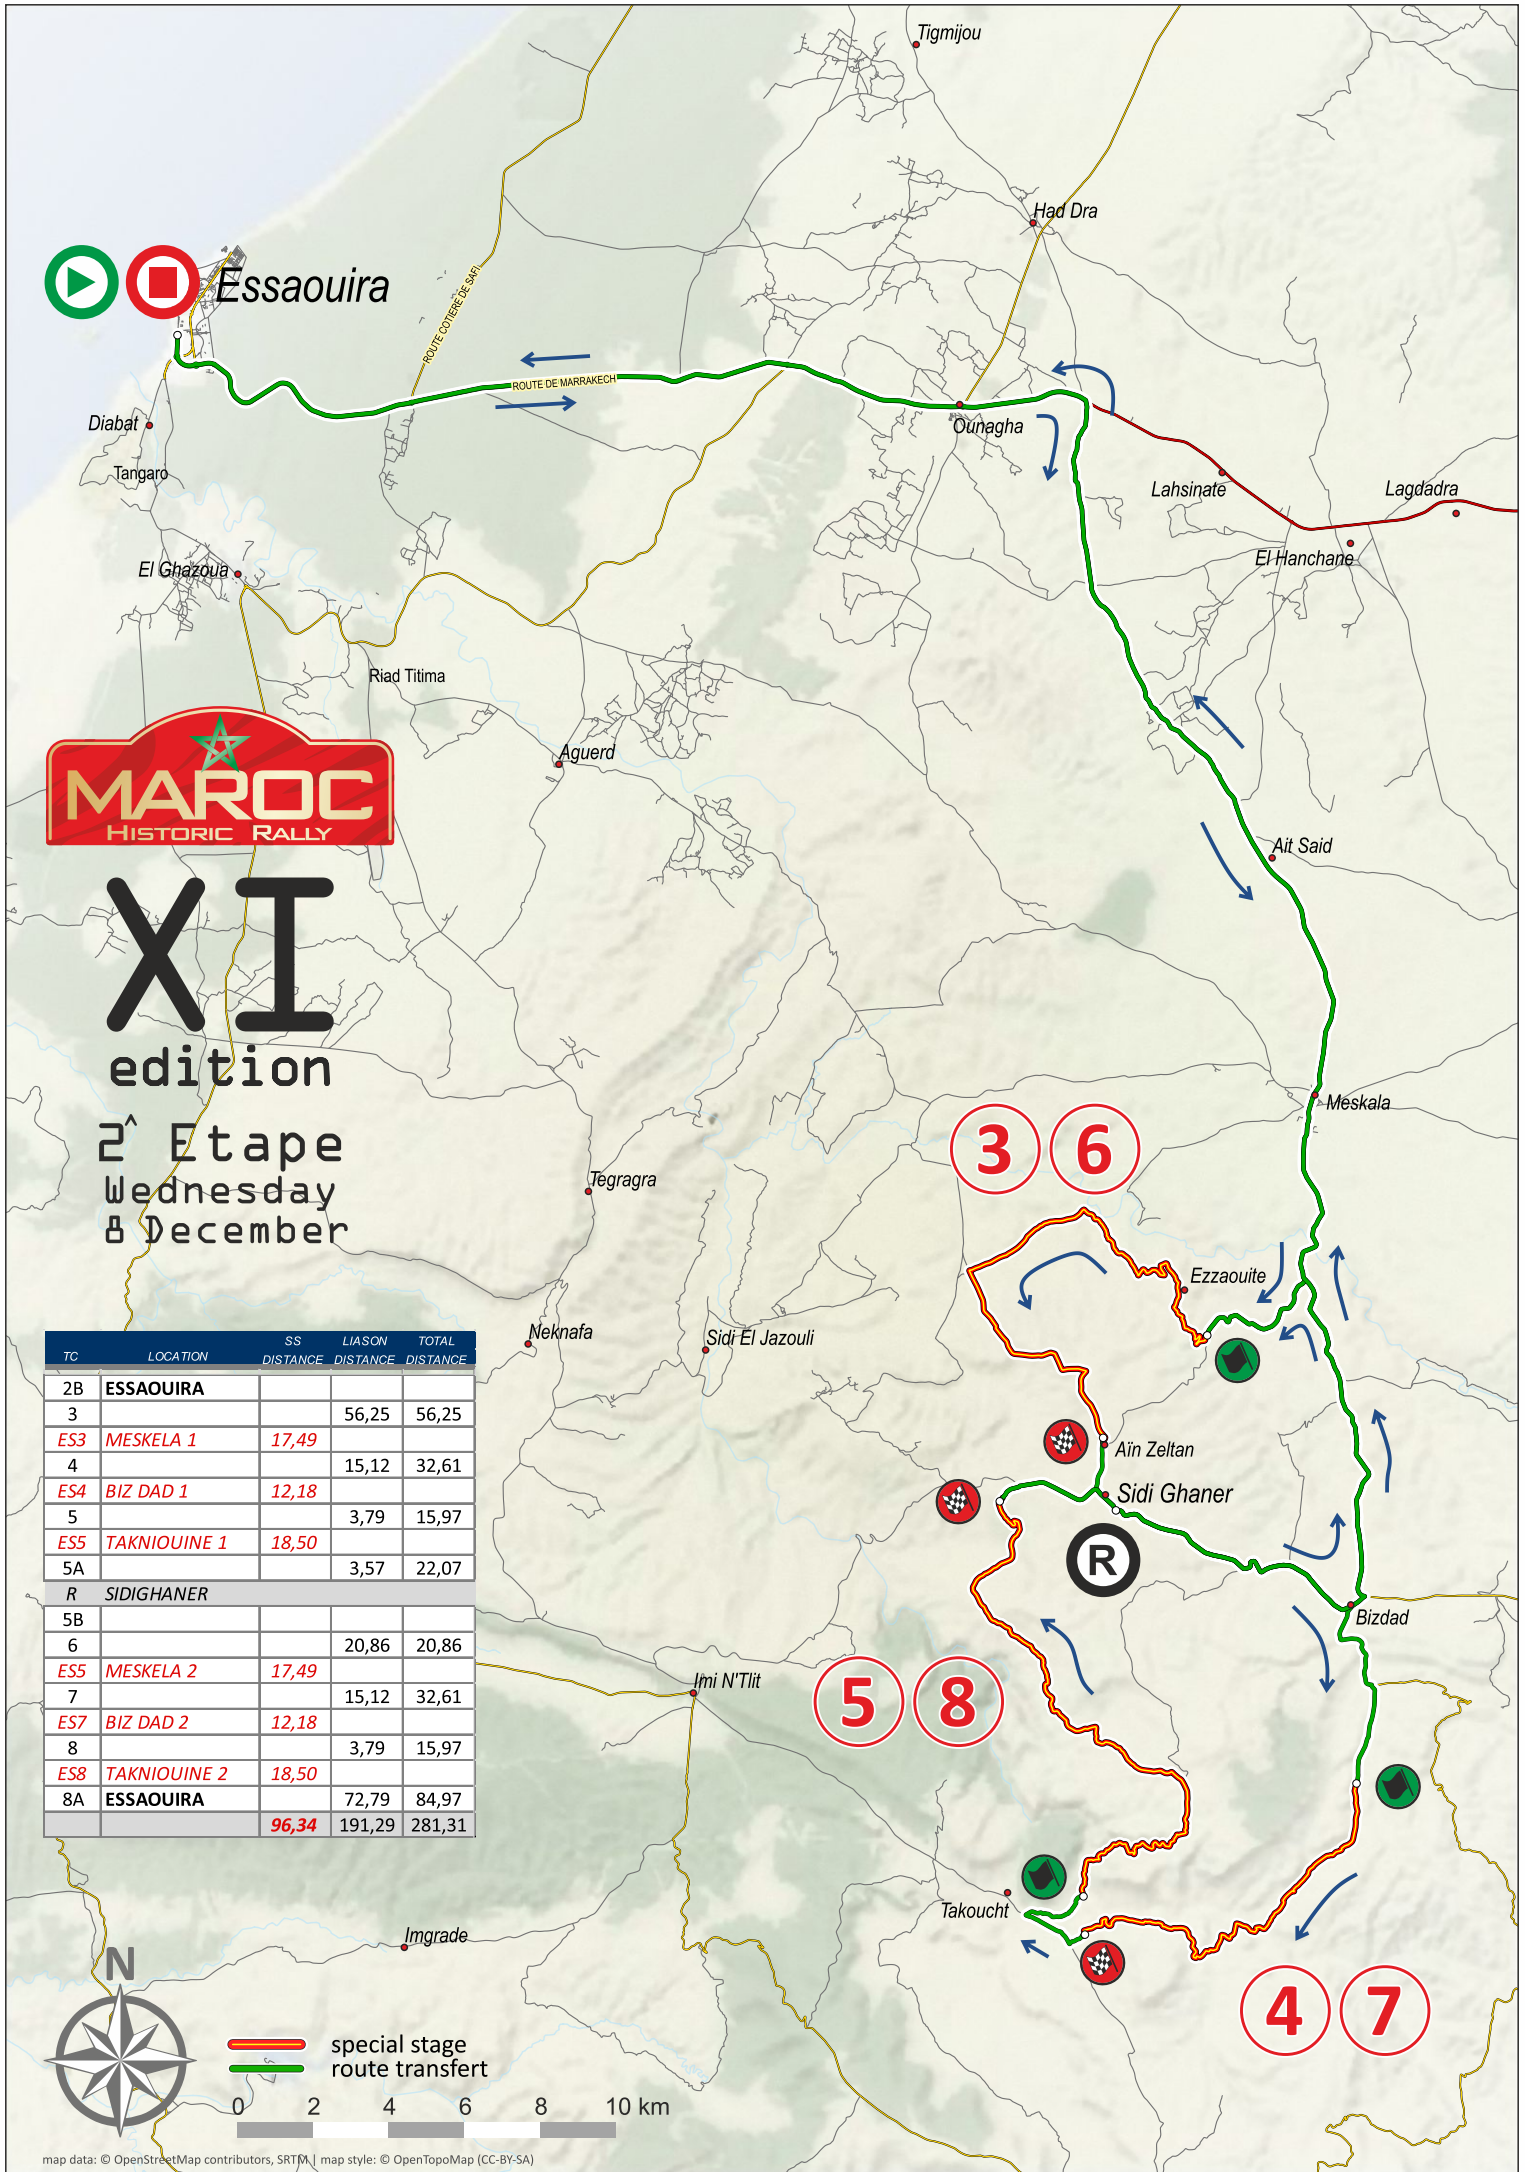 Tigmijou
Had Dra
Essaouira
ROUTE COTIERE DE SAFI
ROUTE DE MARRAKECH
Ounagha
Diabat
Tangaro
Lahsinate
Lagdadra
El Hanchane
El Ghazoua
Riad Titima
Aguerd
MAROC
HISTORIC RALLY
Ait Said
XI
edition
2^ Etape
Wednesday
8 December
Meskala
3 6
Tegragra
Ezzaouite
Neknafa
Sidi El Jazouli
TC LOCATION SS DISTANCE LIASON DISTANCE TOTAL DISTANCE
2B ESSAOUIRA
3 56,25 56,25
ES3 MESKELA 1 17,49
4 15,12 32,61
ES4 BIZ DAD 1 12,18
5 3,79 15,97
ES5 TAKNIOUINE 1 18,50
5A 3,57 22,07
R SIDIGHANER
5B
6 20,86 20,86
ES5 MESKELA 2 17,49
7 15,12 32,61
ES7 BIZ DAD 2 12,18
8 3,79 15,97
ES8 TAKNIOUINE 2 18,50
8A ESSAOUIRA 72,79 84,97
96,34 191,29 281,31
Aïn Zeltan
Sidi Ghaner
R
Bizdad
Imi N'Tlit
5 8
Takoucht
Imgrade
4 7
N
special stage
route transfert
0 2 4 6 8 10 km
map data: © OpenStreetMap contributors, SRTM | map style: © OpenTopoMap (CC-BY-SA)